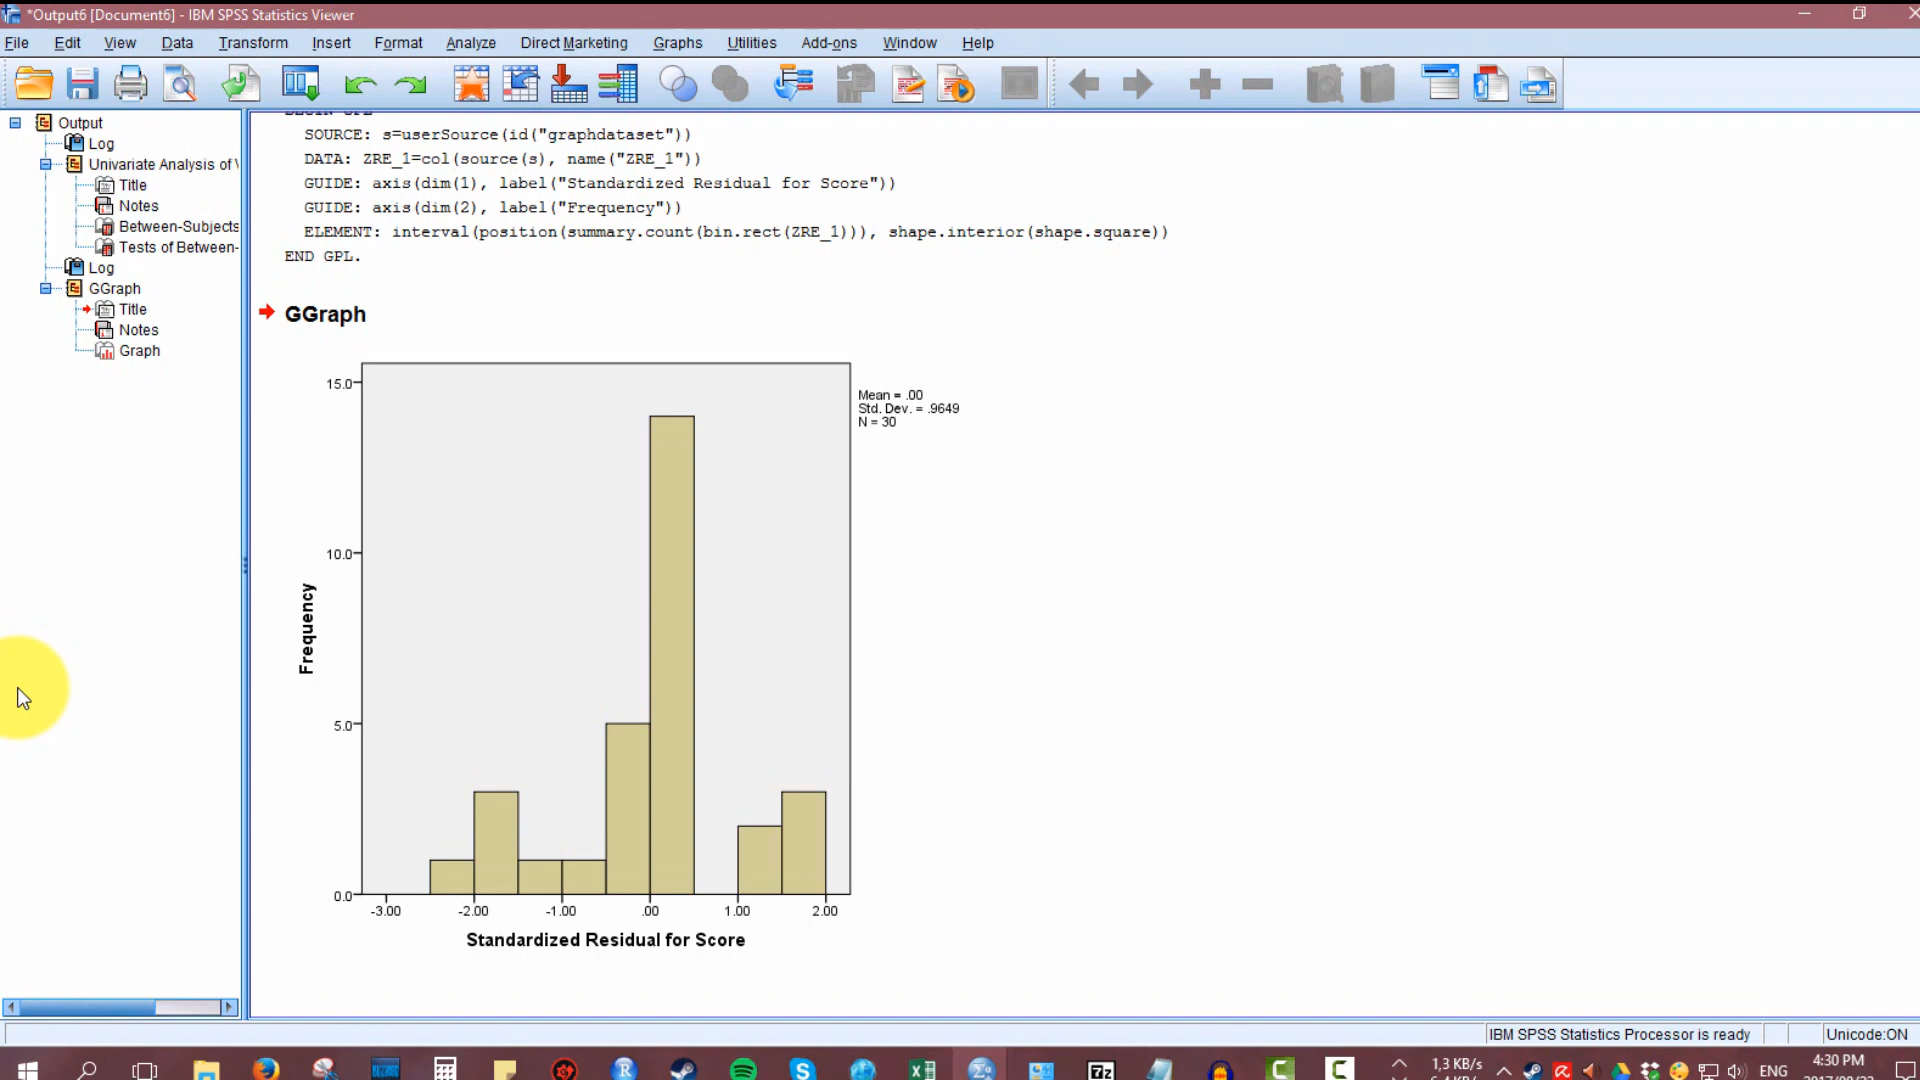 *Output6 [Document6] - IBM SPSS Statistics Viewer
File Edit View Data Transform Insert Format Analyze Direct Marketing Graphs Utilities Add-ons Window Help
Output
Log
Univariate Analysis of
Title
Notes
Between-Subjects
Tests of Between-
Log
GGraph
Title
Notes
Graph
SOURCE: s=userSource(id("graphdataset"))
DATA: ZRE_1=col(source(s), name("ZRE_1"))
GUIDE: axis(dim(1), label("Standardized Residual for Score"))
GUIDE: axis(dim(2), label("Frequency"))
ELEMENT: interval(position(summary.count(bin.rect(ZRE_1))), shape.interior(shape.square))
END GPL.
GGraph
15.0
10.0
5.0
0.0
Frequency
-3.00 -2.00 -1.00 .00 1.00 2.00
Standardized Residual for Score
Mean = .00
Std. Dev. = .9649
N = 30
IBM SPSS Statistics Processor is ready
Unicode:ON
1,3 KB/s
ENG
4:30 PM